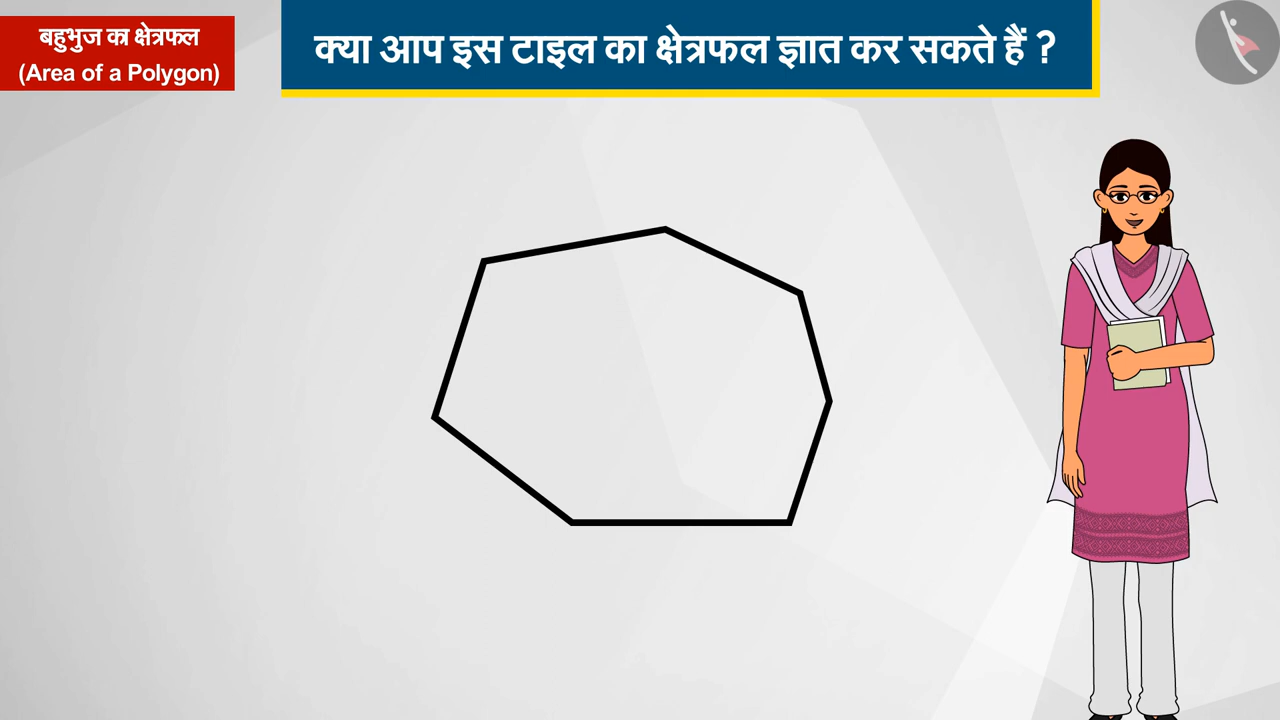 बहुभुज का क्षेत्रफल
(Area of a Polygon)
क्या आप इस टाइल का क्षेत्रफल ज्ञात कर सकते हैं ?